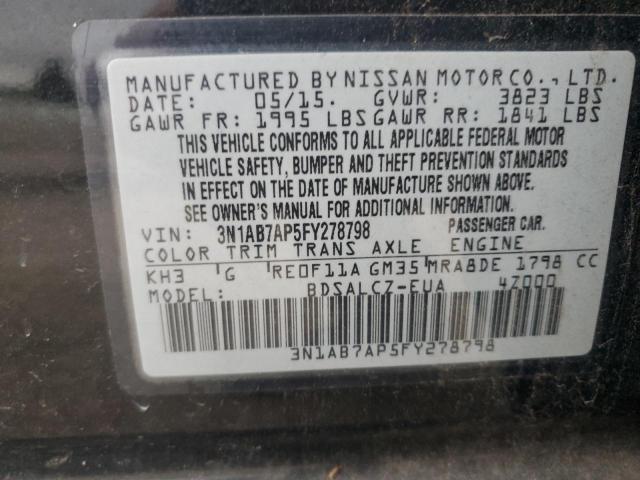 MANUFACTURED BY NISSAN MOTOR CO., LTD.
DATE: 05/15. GVWR: 3823 LBS
GAWR FR: 1995 LBS GAWR RR: 1841 LBS
THIS VEHICLE CONFORMS TO ALL APPLICABLE FEDERAL MOTOR
VEHICLE SAFETY, BUMPER AND THEFT PREVENTION STANDARDS
IN EFFECT ON THE DATE OF MANUFACTURE SHOWN ABOVE.
SEE OWNER'S MANUAL FOR ADDITIONAL INFORMATION.
VIN: 3N1AB7AP5FY278798 PASSENGER CAR.
COLOR TRIM TRANS AXLE ENGINE
KH3 G RE0F11A GM35 MRA8DE 1798 CC
MODEL: BDSALCZ-EUA 4Z000
3N1AB7AP5FY278798